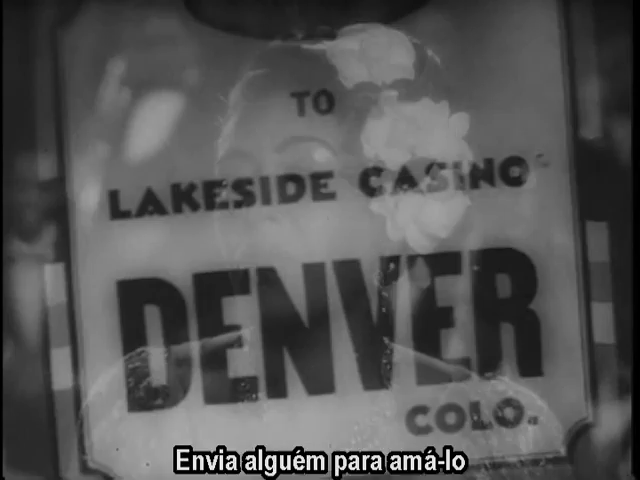 TO
LAKESIDE CASINO
DENVER
COLO.
Envia alguém para amá-lo